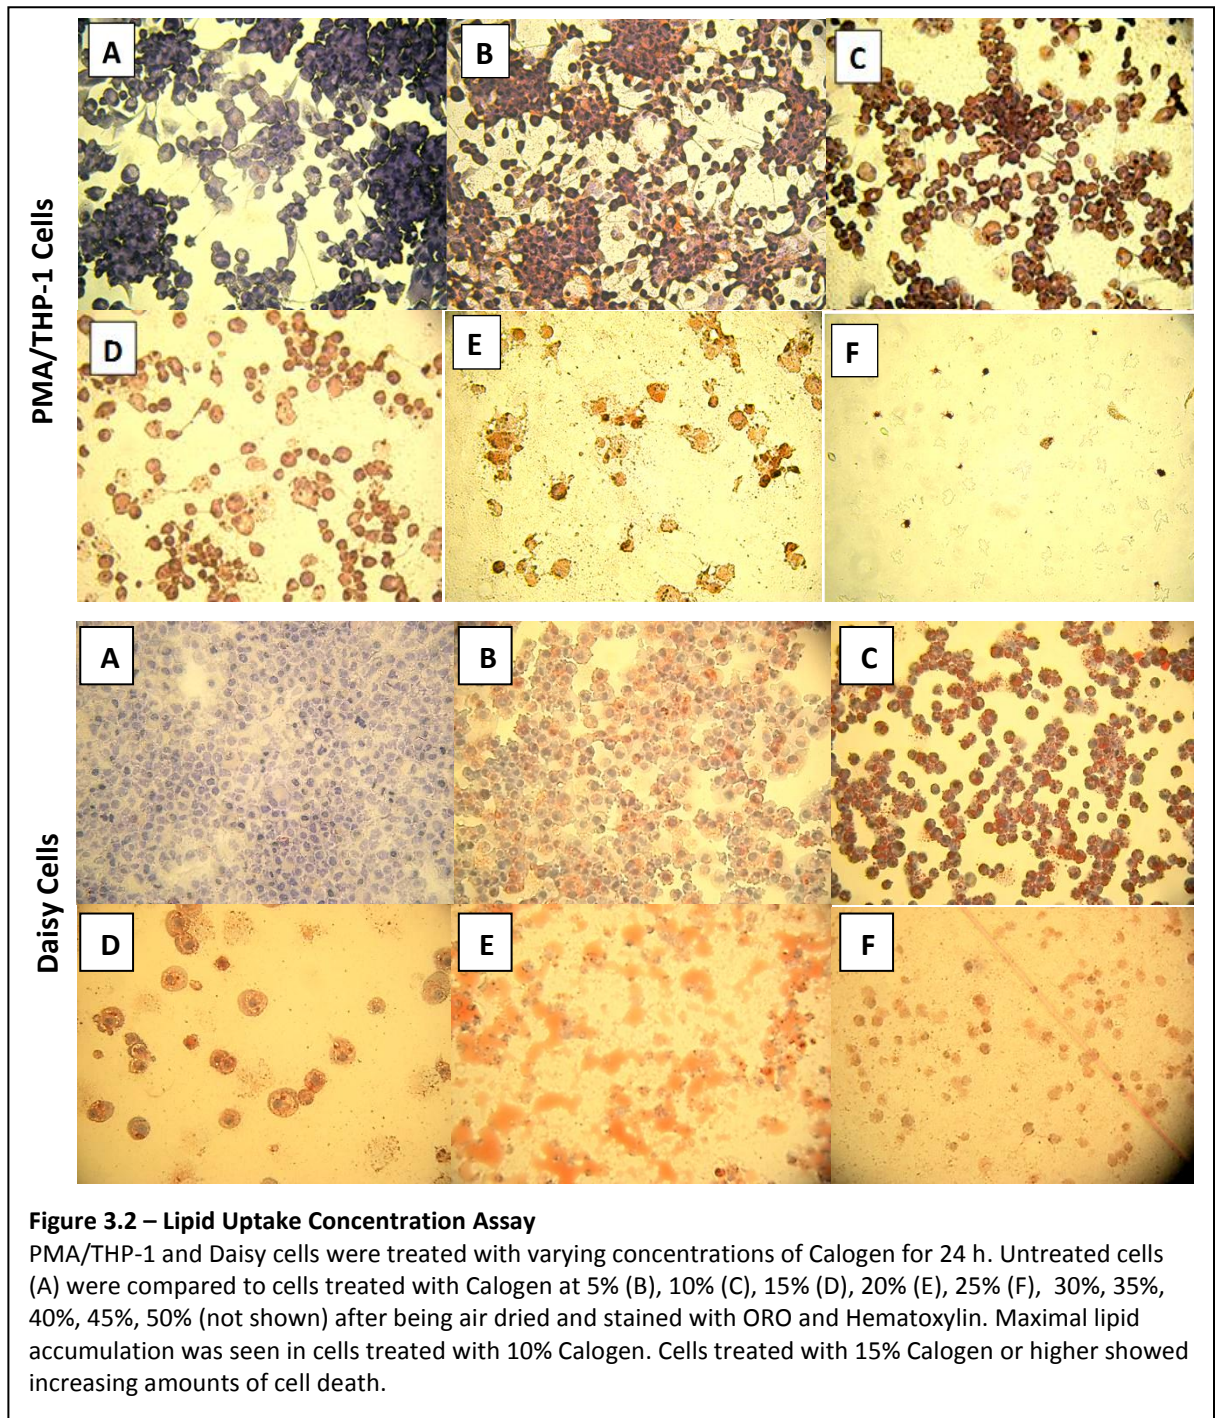 A
B
C
PMA/THP-1 Cells
D
E
F
A
B
C
Daisy Cells
D
E
F
Figure 3.2 – Lipid Uptake Concentration Assay
PMA/THP-1 and Daisy cells were treated with varying concentrations of Calogen for 24 h. Untreated cells
(A) were compared to cells treated with Calogen at 5% (B), 10% (C), 15% (D), 20% (E), 25% (F), 30%, 35%,
40%, 45%, 50% (not shown) after being air dried and stained with ORO and Hematoxylin. Maximal lipid
accumulation was seen in cells treated with 10% Calogen. Cells treated with 15% Calogen or higher showed
increasing amounts of cell death.